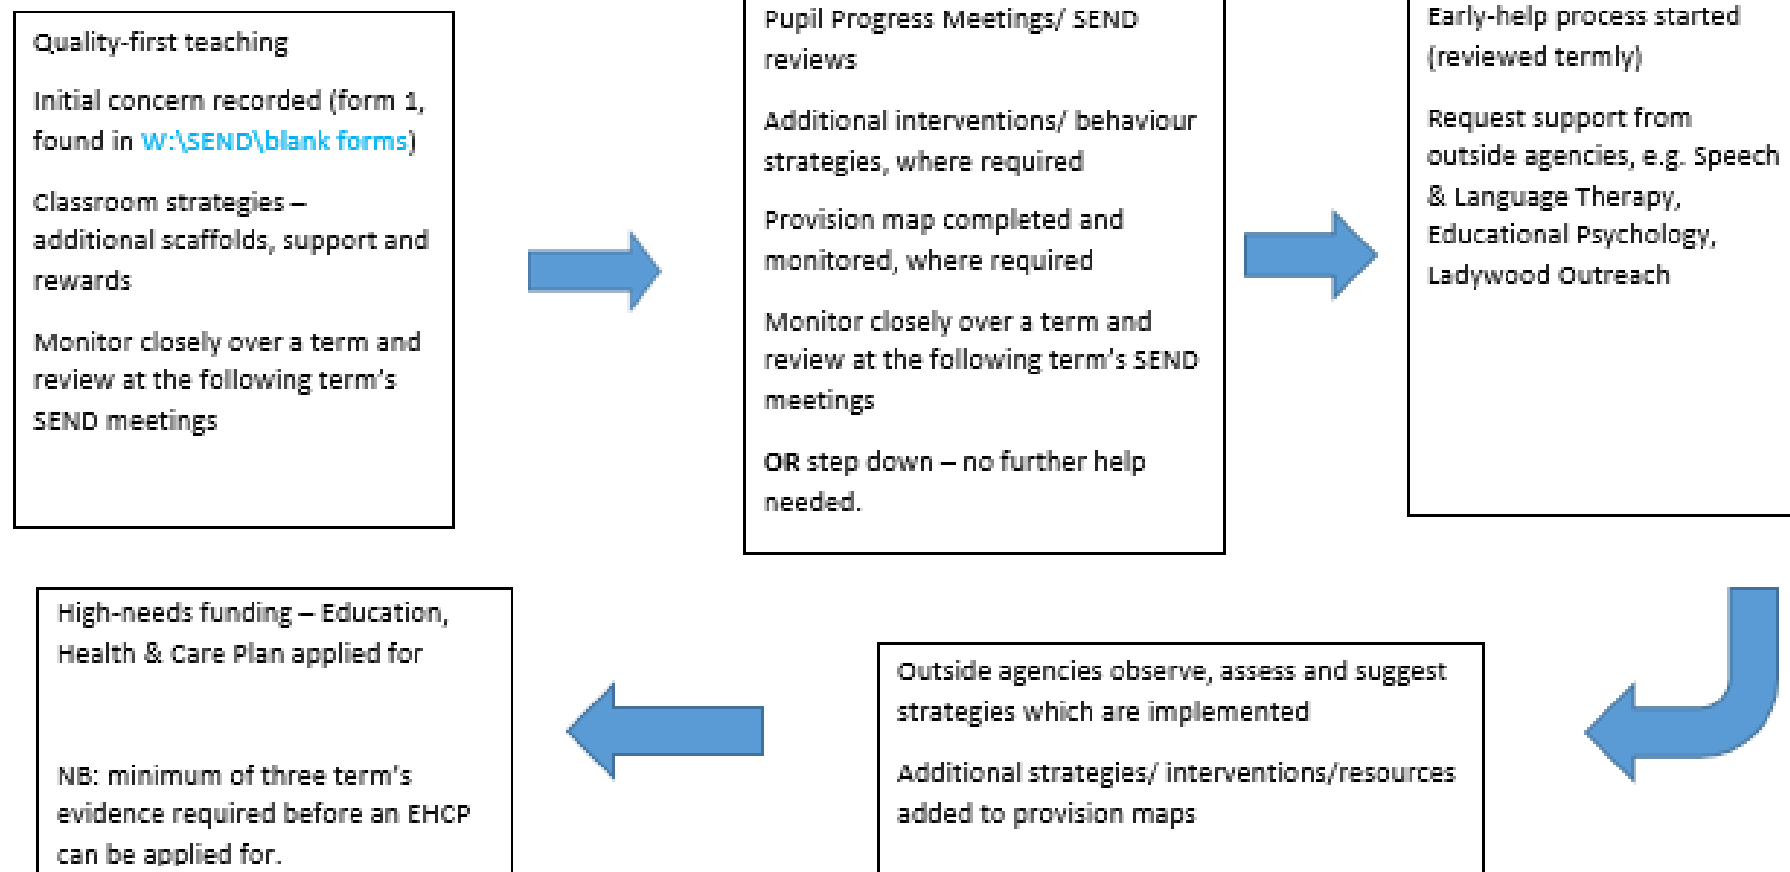 Quality-first teaching
Initial concern recorded (form 1,
found in W:\SEND\blank forms)
Classroom strategies –
additional scaffolds, support and
rewards
Monitor closely over a term and
review at the following term's
SEND meetings
Pupil Progress Meetings/ SEND
reviews
Additional interventions/ behaviour
strategies, where required
Provision map completed and
monitored, where required
Monitor closely over a term and
review at the following term's SEND
meetings
OR step down – no further help
needed.
Early-help process started
(reviewed termly)
Request support from
outside agencies, e.g. Speech
& Language Therapy,
Educational Psychology,
Ladywood Outreach
Outside agencies observe, assess and suggest
strategies which are implemented
Additional strategies/ interventions/resources
added to provision maps
High-needs funding – Education,
Health & Care Plan applied for
NB: minimum of three term's
evidence required before an EHCP
can be applied for.